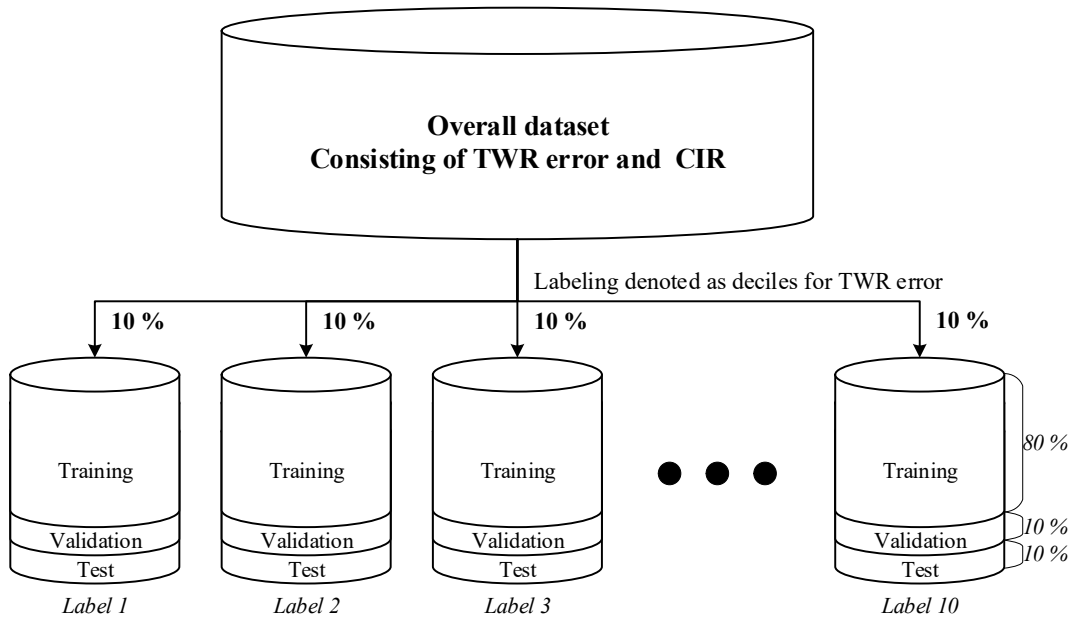 Overall dataset
Consisting of TWR error and CIR
Labeling denoted as deciles for TWR error
10 %
10 %
10 %
10 %
Training
Training
Training
Training
80 %
Validation
Validation
Validation
Validation
10 %
Test
Test
Test
Test
10 %
Label 1
Label 2
Label 3
Label 10